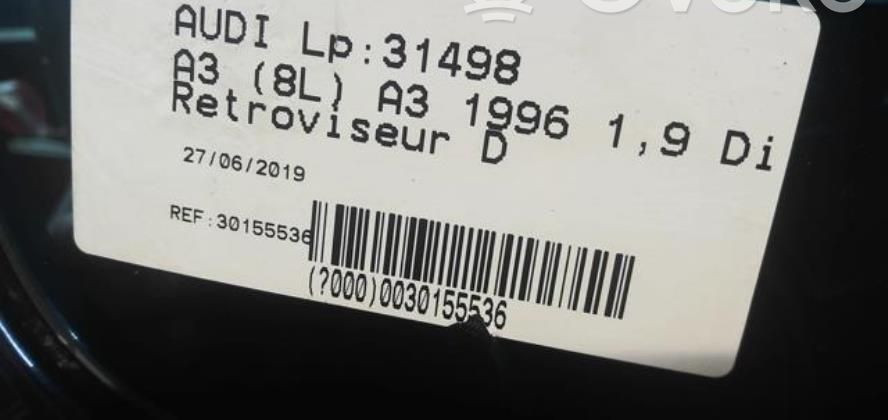 AUDI Lp:31498
A3 (8L) A3 1996 1,9 Di
Retroviseur D
27/06/2019
REF:30155536
(?000)0030155536